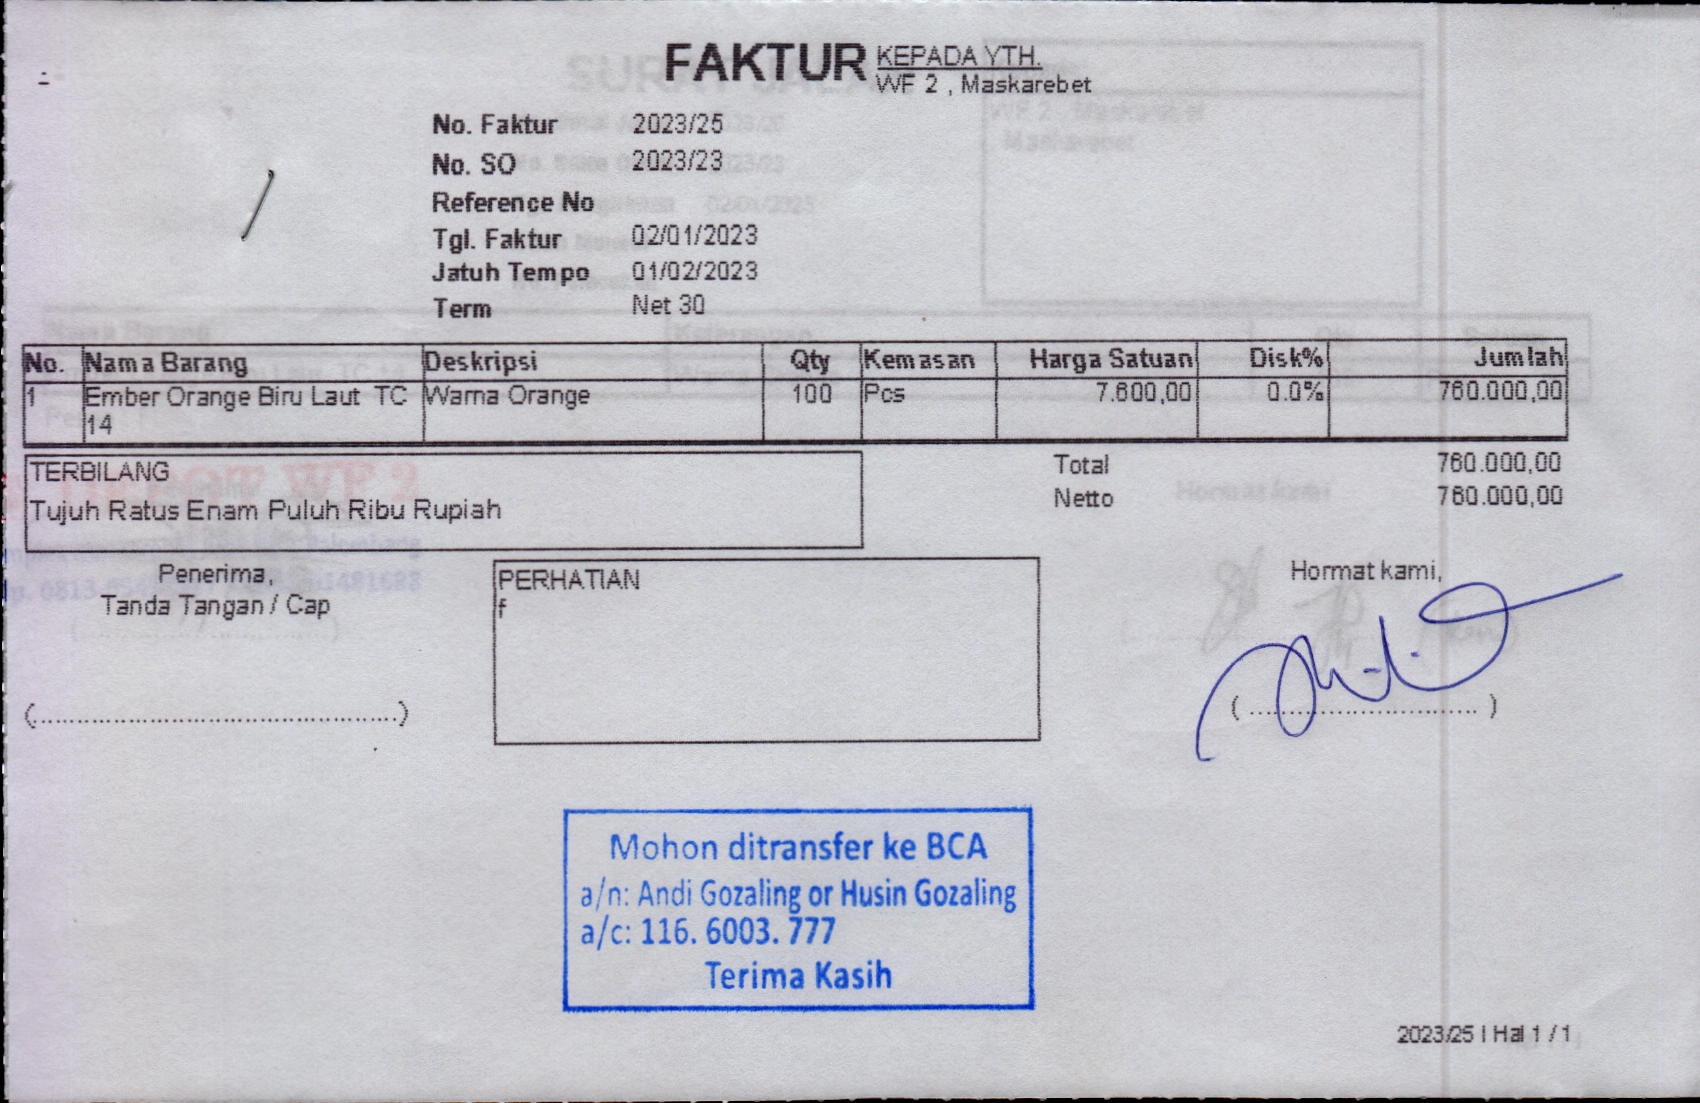 FAKTUR
KEPADA YTH.
WF 2 , Maskarebet
No. Faktur 2023/25
No. SO 2023/23
Reference No
Tgl. Faktur 02/01/2023
Jatuh Tempo 01/02/2023
Term Net 30
No. Nama Barang Deskripsi Qty Kemasan Harga Satuan Disk% Jumlah
1 Ember Orange Biru Laut TC Warna Orange 100 Pcs 7.600,00 0.0% 760.000,00
14
TERBILANG
Tujuh Ratus Enam Puluh Ribu Rupiah
Total 760.000,00
Netto 760.000,00
Penerima,
Tanda Tangan / Cap
(.............................................)
PERHATIAN
f
Hormat kami,
( ................................ )
Mohon ditransfer ke BCA
a/n: Andi Gozaling or Husin Gozaling
a/c: 116. 6003. 777
Terima Kasih
2023/25 | Hal 1 / 1